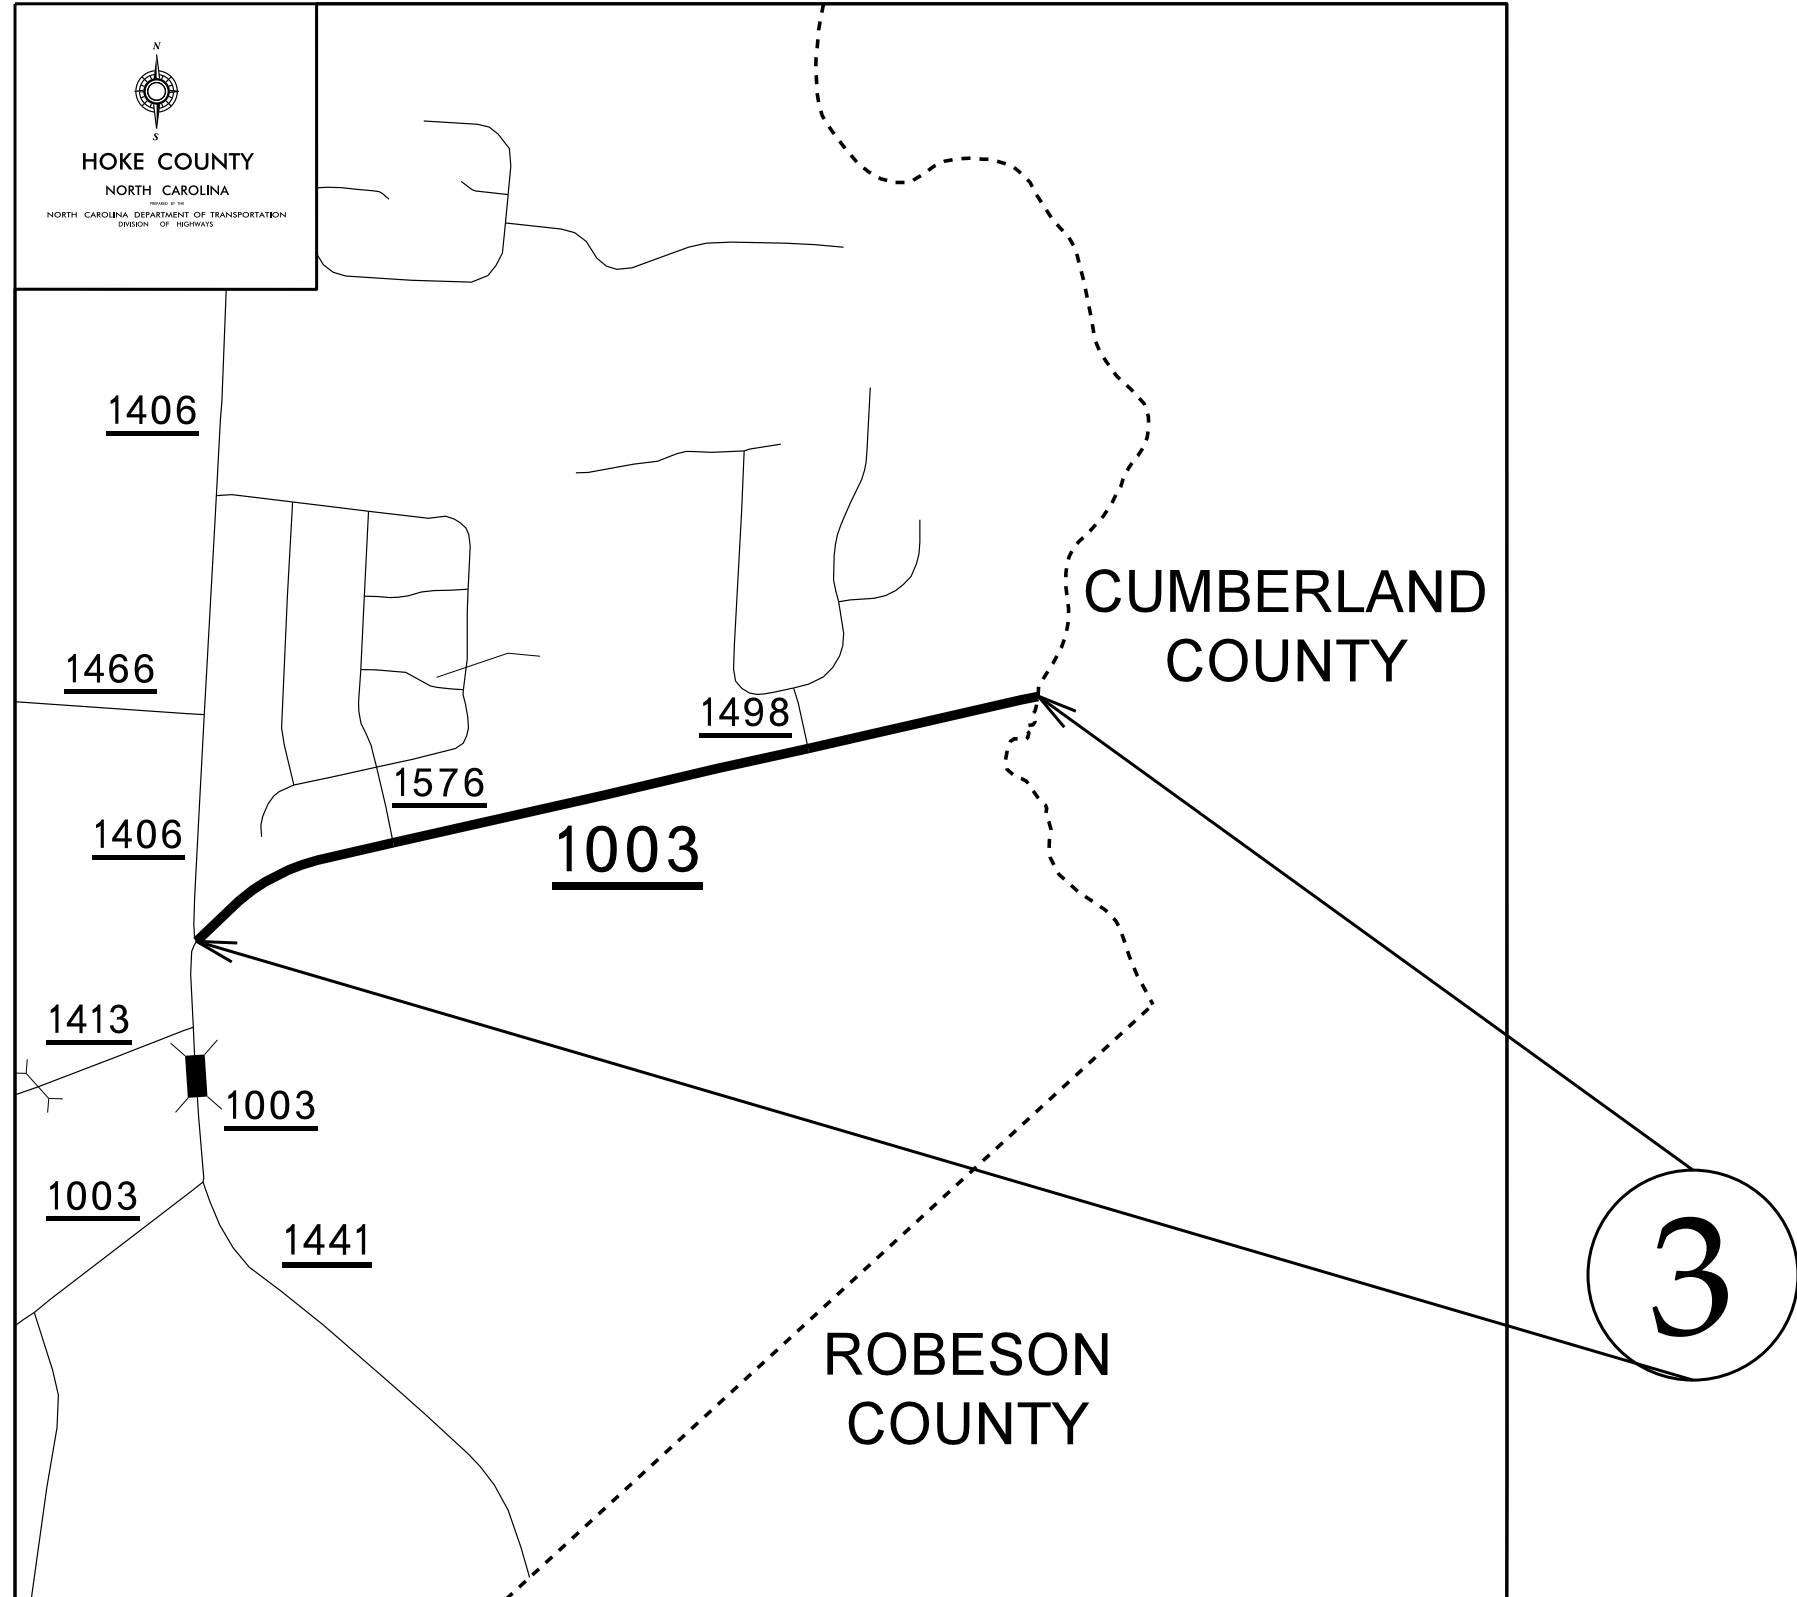 N
S
HOKE COUNTY
NORTH CAROLINA
PREPARED BY THE
NORTH CAROLINA DEPARTMENT OF TRANSPORTATION
DIVISION OF HIGHWAYS
1406
CUMBERLAND
COUNTY
1466
1498
1576
1406
1003
1413
1003
1003
1441
3
ROBESON
COUNTY